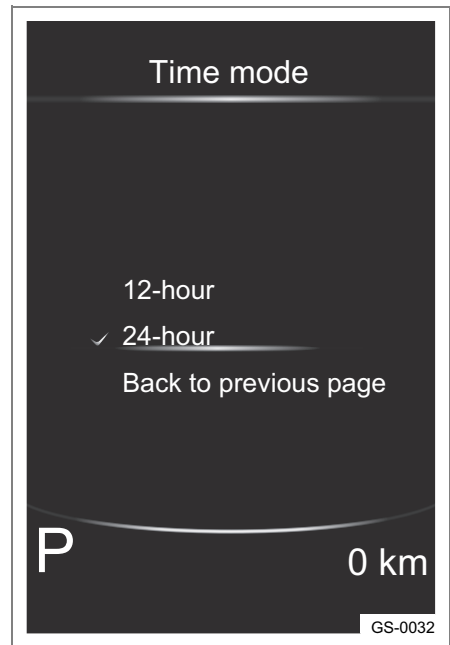 Time mode
12-hour
24-hour
Back to previous page
P
0 km
GS-0032